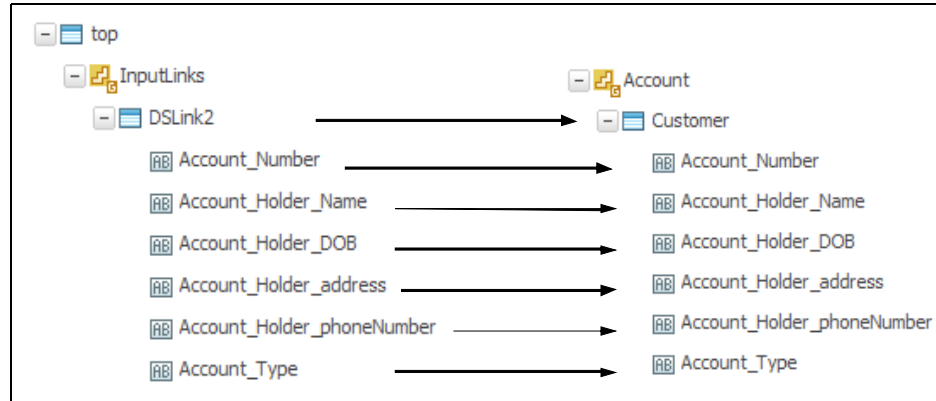 top
InputLinks
Account
DSLink2
Customer
Account_Number
Account_Number
Account_Holder_Name
Account_Holder_Name
Account_Holder_DOB
Account_Holder_DOB
Account_Holder_address
Account_Holder_address
Account_Holder_phoneNumber
Account_Holder_phoneNumber
Account_Type
Account_Type